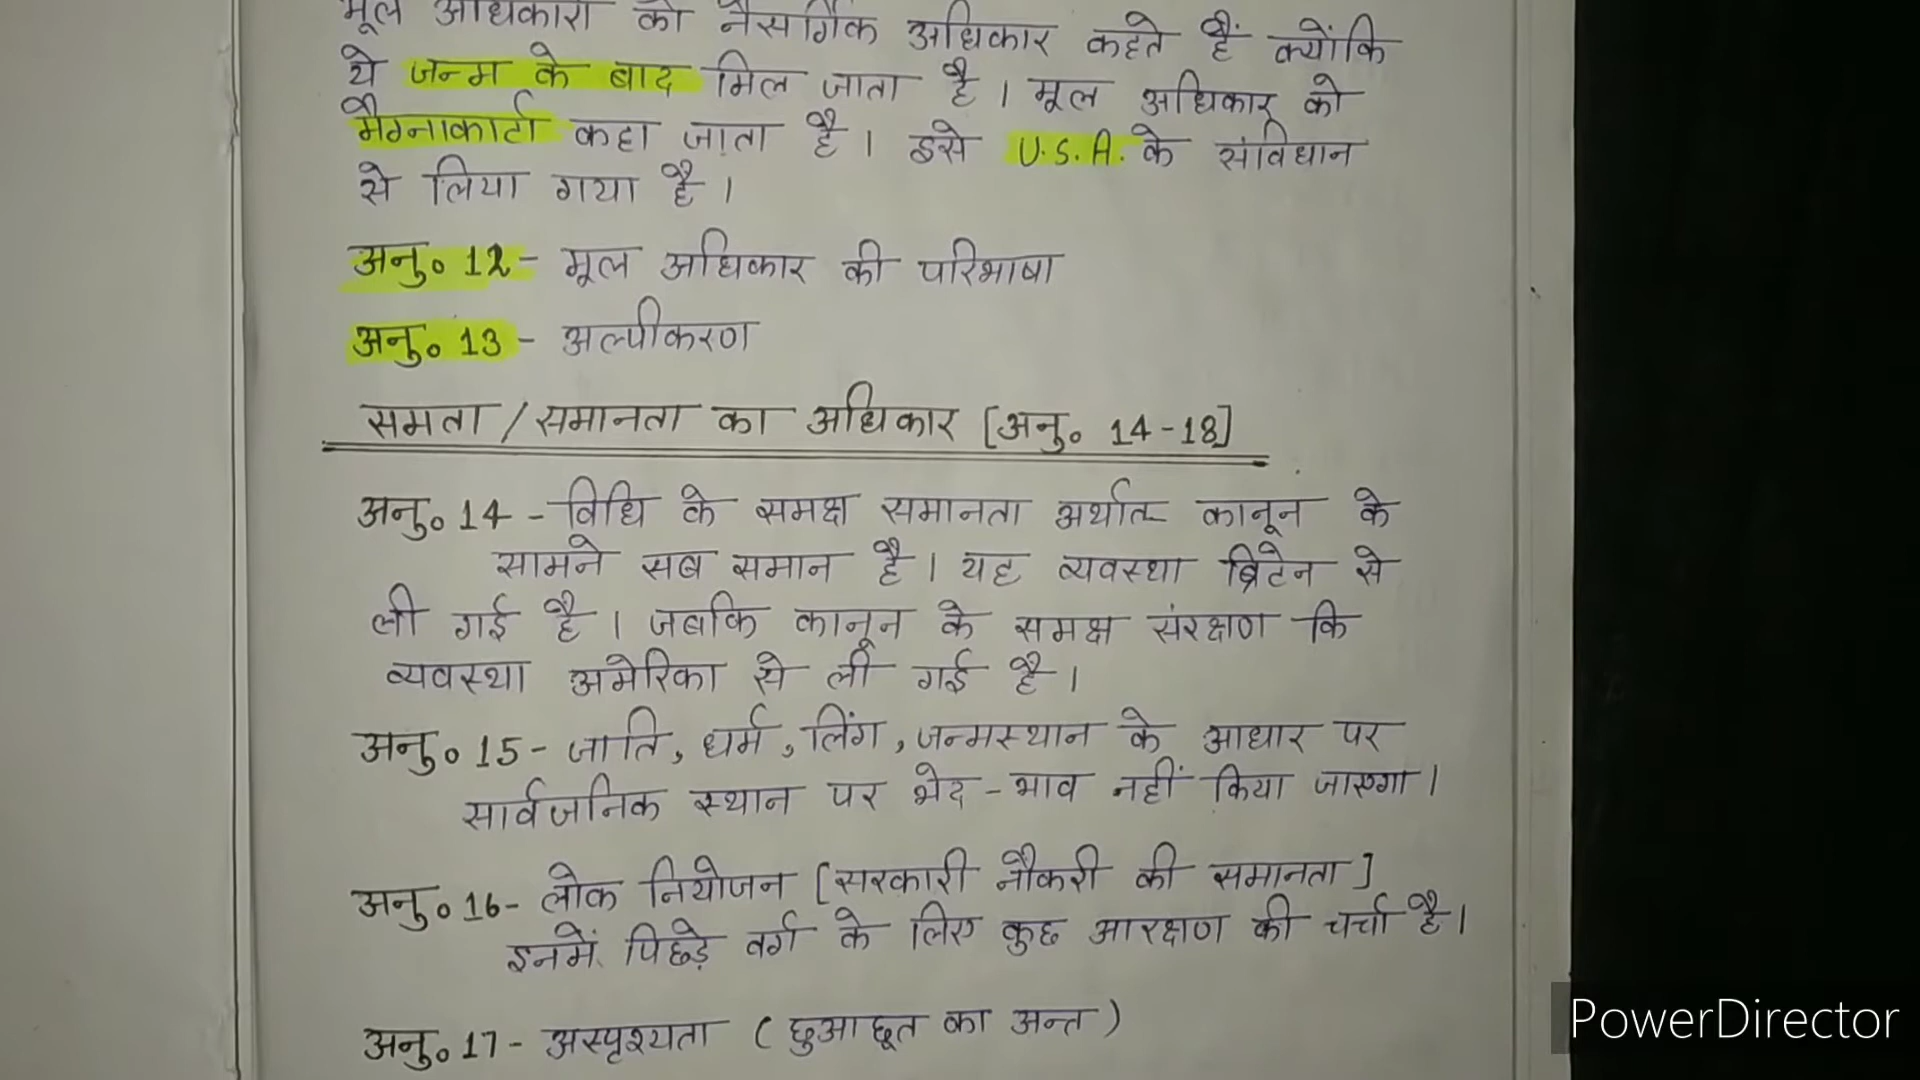 मूल अधिकारों को नैसर्गिक अधिकार कहते हैं क्योंकि
ये जन्म के बाद मिल जाता है । मूल अधिकार को
मैग्नाकार्टा कहा जाता है । इसे U.S.A. के संविधान
से लिया गया है ।
अनु० 12 - मूल अधिकार की परिभाषा
अनु० 13 - अल्पीकरण
समता / समानता का अधिकार [अनु० 14-18]
अनु० 14 - विधि के समक्ष समानता अर्थात् कानून के
सामने सब समान है । यह व्यवस्था ब्रिटेन से
ली गई है । जबकि कानून के समक्ष संरक्षण कि
व्यवस्था अमेरिका से ली गई है ।
अनु० 15 - जाति, धर्म, लिंग, जन्मस्थान के आधार पर
सार्वजनिक स्थान पर भेद-भाव नहीं किया जाएगा ।
अनु० 16 - लोक नियोजन [सरकारी नौकरी की समानता]
इनमें पिछड़े वर्ग के लिए कुछ आरक्षण की चर्चा है ।
अनु० 17 - अस्पृश्यता (छुआछूत का अन्त)
PowerDirector